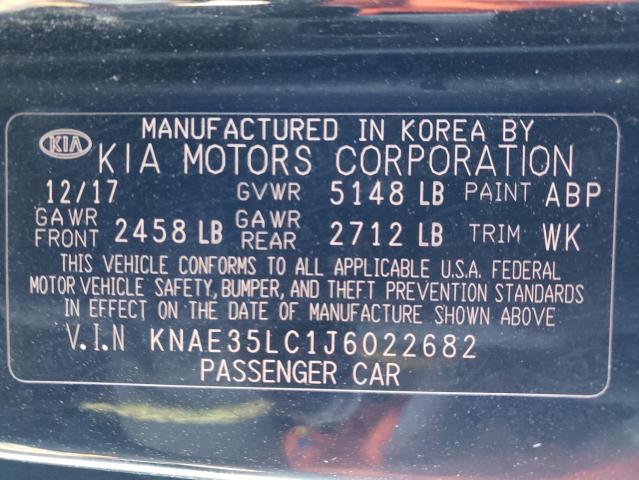 MANUFACTURED IN KOREA BY
KIA KIA MOTORS CORPORATION
12/17 GVWR 5148 LB PAINT ABP
GAWR FRONT 2458 LB GAWR REAR 2712 LB TRIM WK
THIS VEHICLE CONFORMS TO ALL APPLICABLE U.S.A. FEDERAL
MOTOR VEHICLE SAFETY, BUMPER, AND THEFT PREVENTION STANDARDS
IN EFFECT ON THE DATE OF MANUFACTURE SHOWN ABOVE
V.I.N KNAE35LC1J6022682
PASSENGER CAR